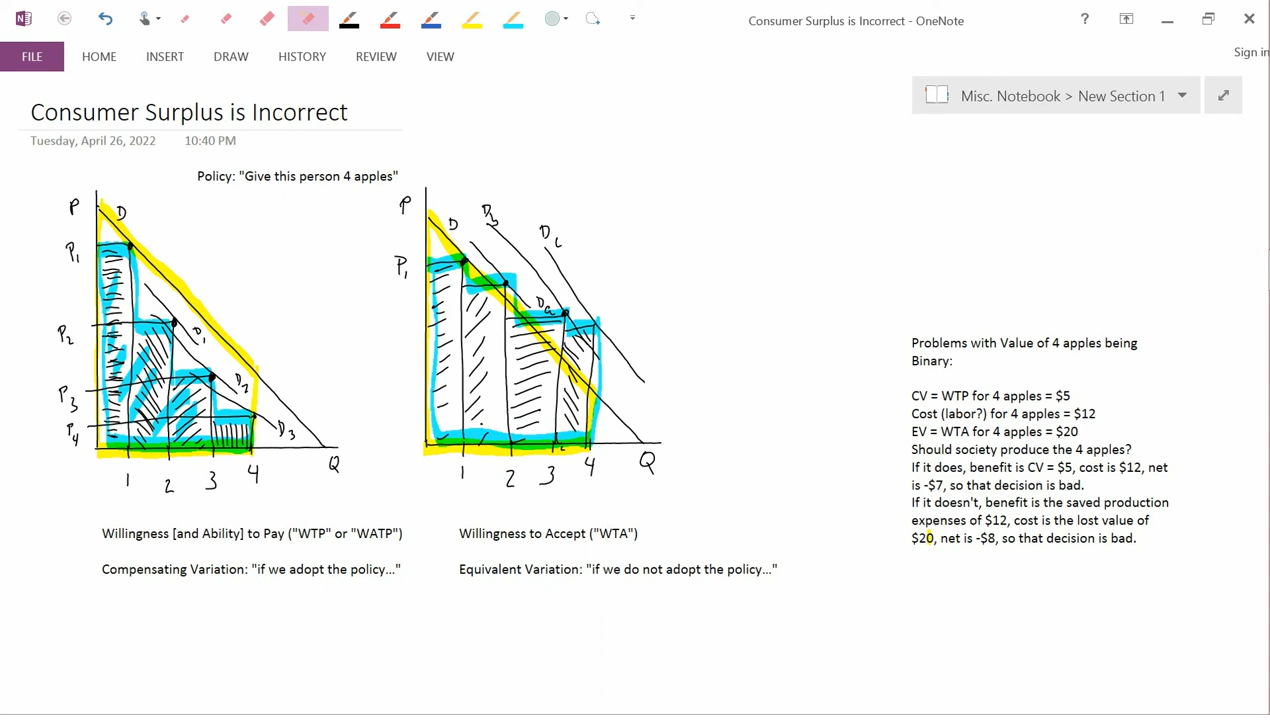 Consumer Surplus is Incorrect - OneNote
?
FILE
HOME
INSERT
DRAW
HISTORY
REVIEW
VIEW
Sign in
Misc. Notebook > New Section 1
Consumer Surplus is Incorrect
Tuesday, April 26, 2022 10:40 PM
Policy: "Give this person 4 apples"
P
D
P1
P2
D1
P3
D2
P4
D3
1 2 3 4 Q
P
D
Db
Dc
P1
Da
1 2 3 4 Q
Willingness [and Ability] to Pay ("WTP" or "WATP")
Compensating Variation: "if we adopt the policy..."
Willingness to Accept ("WTA")
Equivalent Variation: "if we do not adopt the policy..."
Problems with Value of 4 apples being
Binary:
CV = WTP for 4 apples = $5
Cost (labor?) for 4 apples = $12
EV = WTA for 4 apples = $20
Should society produce the 4 apples?
If it does, benefit is CV = $5, cost is $12, net
is -$7, so that decision is bad.
If it doesn't, benefit is the saved production
expenses of $12, cost is the lost value of
$20, net is -$8, so that decision is bad.